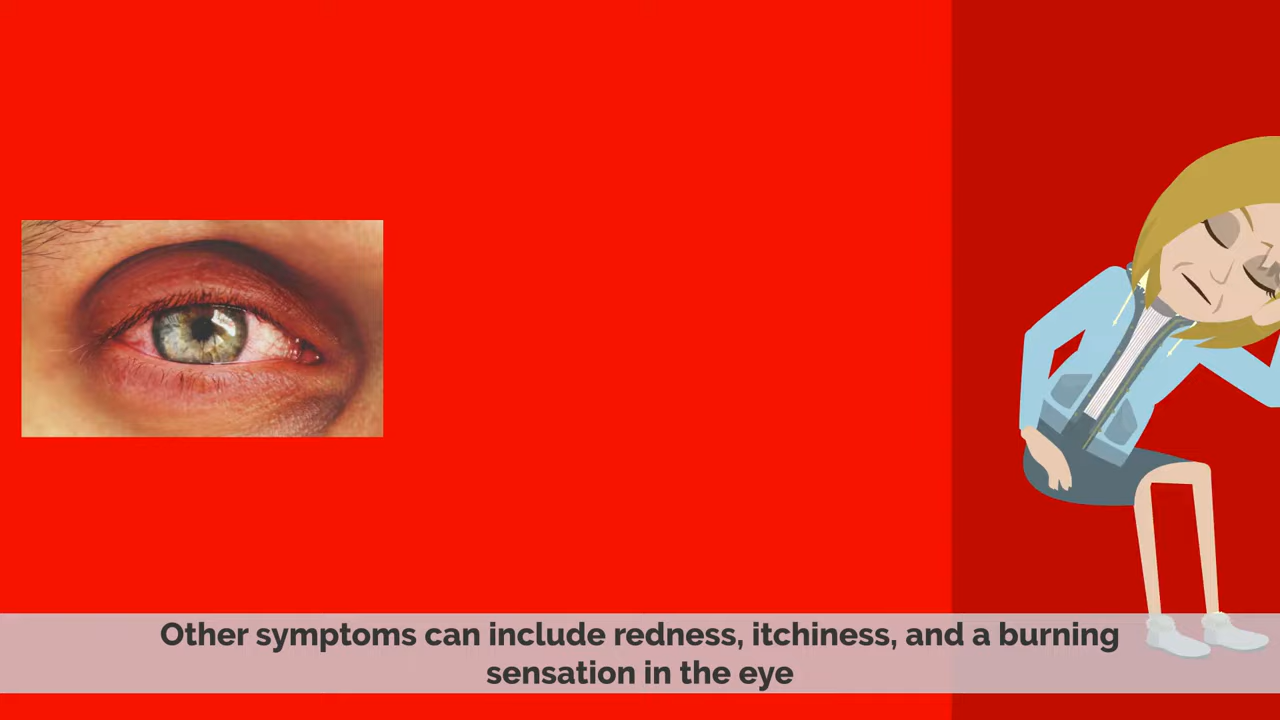 Other symptoms can include redness, itchiness, and a burning
sensation in the eye